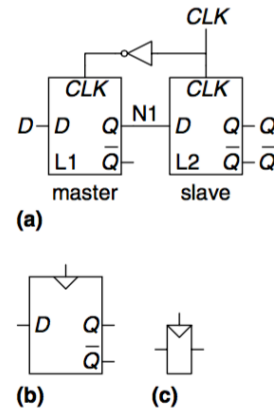 CLK
CLK CLK
D D Q N1 D Q Q
L1 Q̅ L2 Q̅ Q̅
master slave
(a)
D Q
Q̅
(b) (c)